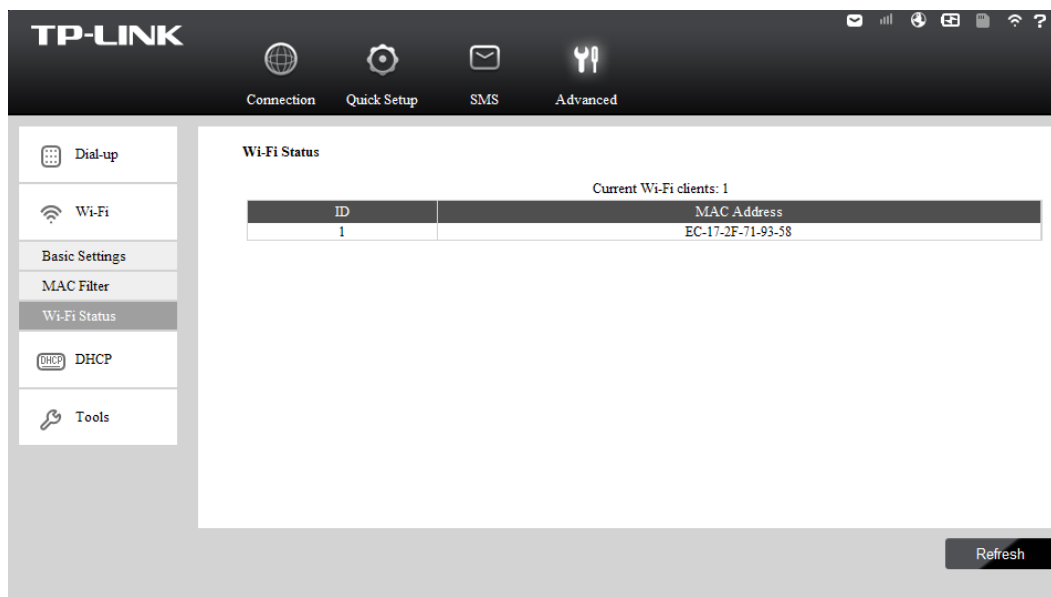 TP-LINK
?
Connection Quick Setup SMS Advanced
Dial-up
Wi-Fi
Basic Settings
MAC Filter
Wi-Fi Status
DHCP DHCP
Tools
Wi-Fi Status
Current Wi-Fi clients: 1
ID MAC Address
1 EC-17-2F-71-93-58
Refresh